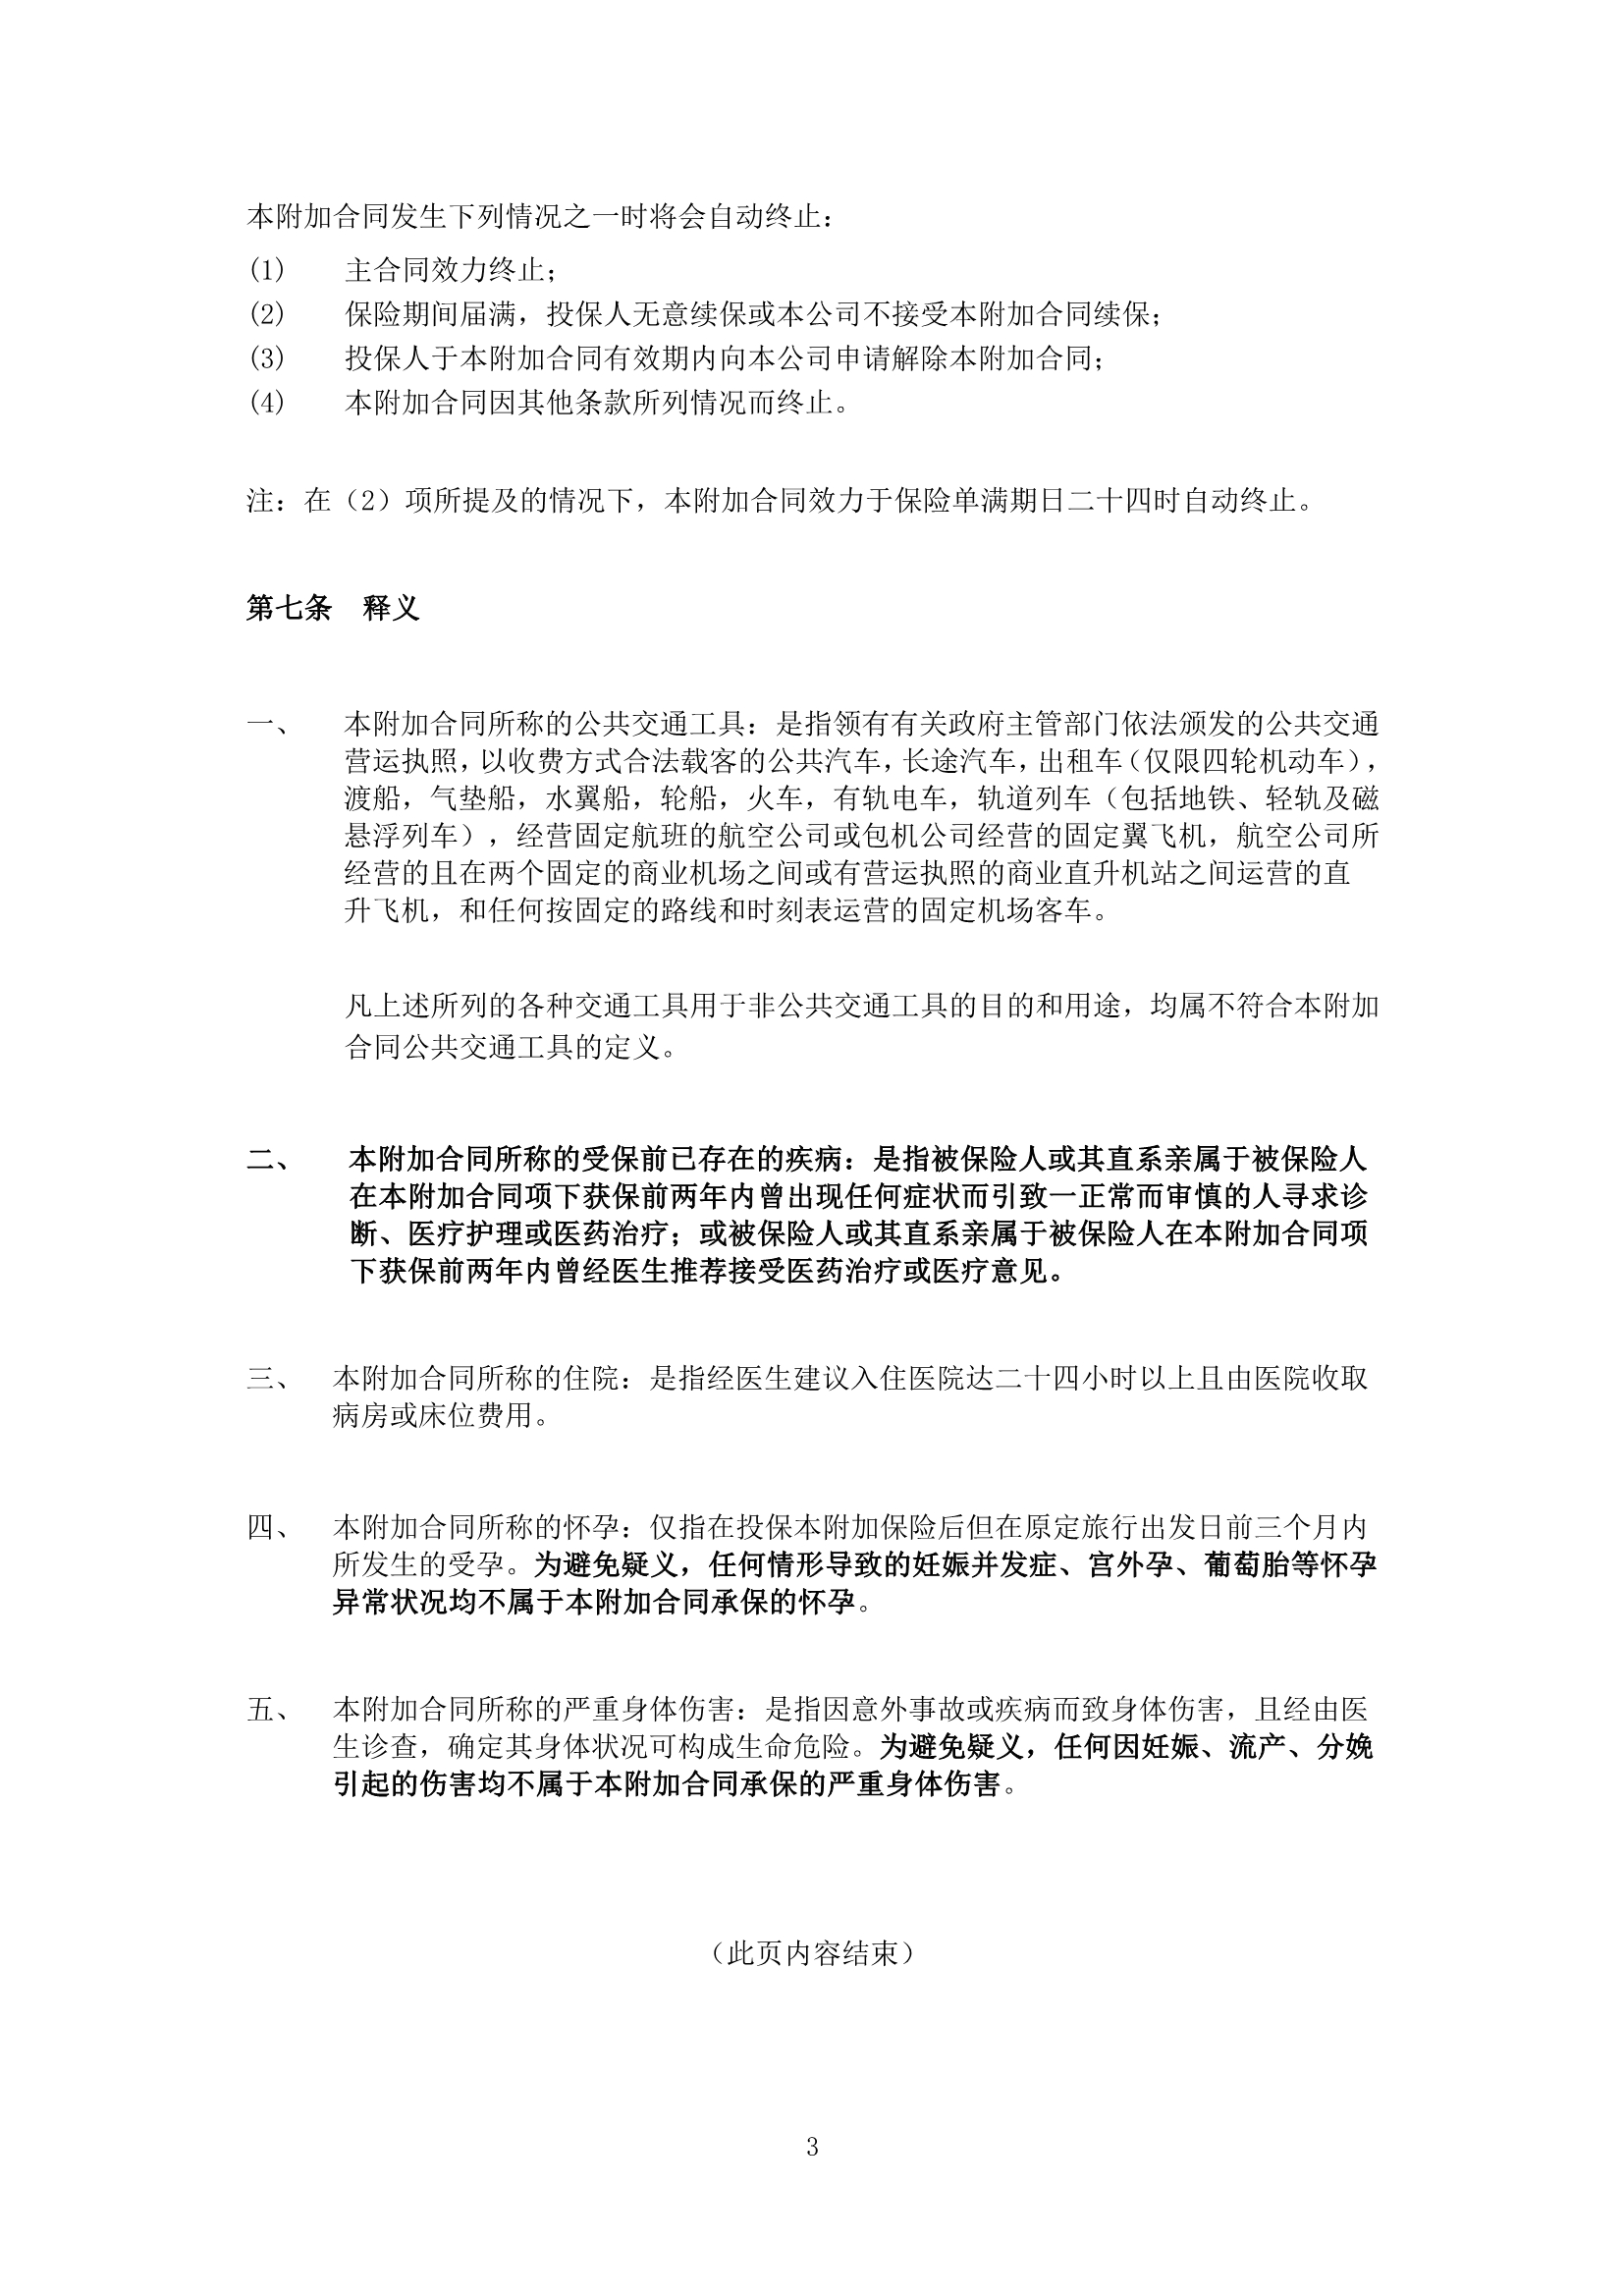 本附加合同发生下列情况之一时将会自动终止：
(1) 主合同效力终止；
(2) 保险期间届满，投保人无意续保或本公司不接受本附加合同续保；
(3) 投保人于本附加合同有效期内向本公司申请解除本附加合同；
(4) 本附加合同因其他条款所列情况而终止。
注：在（2）项所提及的情况下，本附加合同效力于保险单满期日二十四时自动终止。
第七条 释义
一、 本附加合同所称的公共交通工具：是指领有有关政府主管部门依法颁发的公共交通
营运执照，以收费方式合法载客的公共汽车，长途汽车，出租车（仅限四轮机动车），
渡船，气垫船，水翼船，轮船，火车，有轨电车，轨道列车（包括地铁、轻轨及磁
悬浮列车），经营固定航班的航空公司或包机公司经营的固定翼飞机，航空公司所
经营的且在两个固定的商业机场之间或有营运执照的商业直升机站之间运营的直
升飞机，和任何按固定的路线和时刻表运营的固定机场客车。
凡上述所列的各种交通工具用于非公共交通工具的目的和用途，均属不符合本附加
合同公共交通工具的定义。
二、 本附加合同所称的受保前已存在的疾病：是指被保险人或其直系亲属于被保险人
在本附加合同项下获保前两年内曾出现任何症状而引致一正常而审慎的人寻求诊
断、医疗护理或医药治疗；或被保险人或其直系亲属于被保险人在本附加合同项
下获保前两年内曾经医生推荐接受医药治疗或医疗意见。
三、 本附加合同所称的住院：是指经医生建议入住医院达二十四小时以上且由医院收取
病房或床位费用。
四、 本附加合同所称的怀孕：仅指在投保本附加保险后但在原定旅行出发日前三个月内
所发生的受孕。为避免疑义，任何情形导致的妊娠并发症、宫外孕、葡萄胎等怀孕
异常状况均不属于本附加合同承保的怀孕。
五、 本附加合同所称的严重身体伤害：是指因意外事故或疾病而致身体伤害，且经由医
生诊查，确定其身体状况可构成生命危险。为避免疑义，任何因妊娠、流产、分娩
引起的伤害均不属于本附加合同承保的严重身体伤害。
（此页内容结束）
3